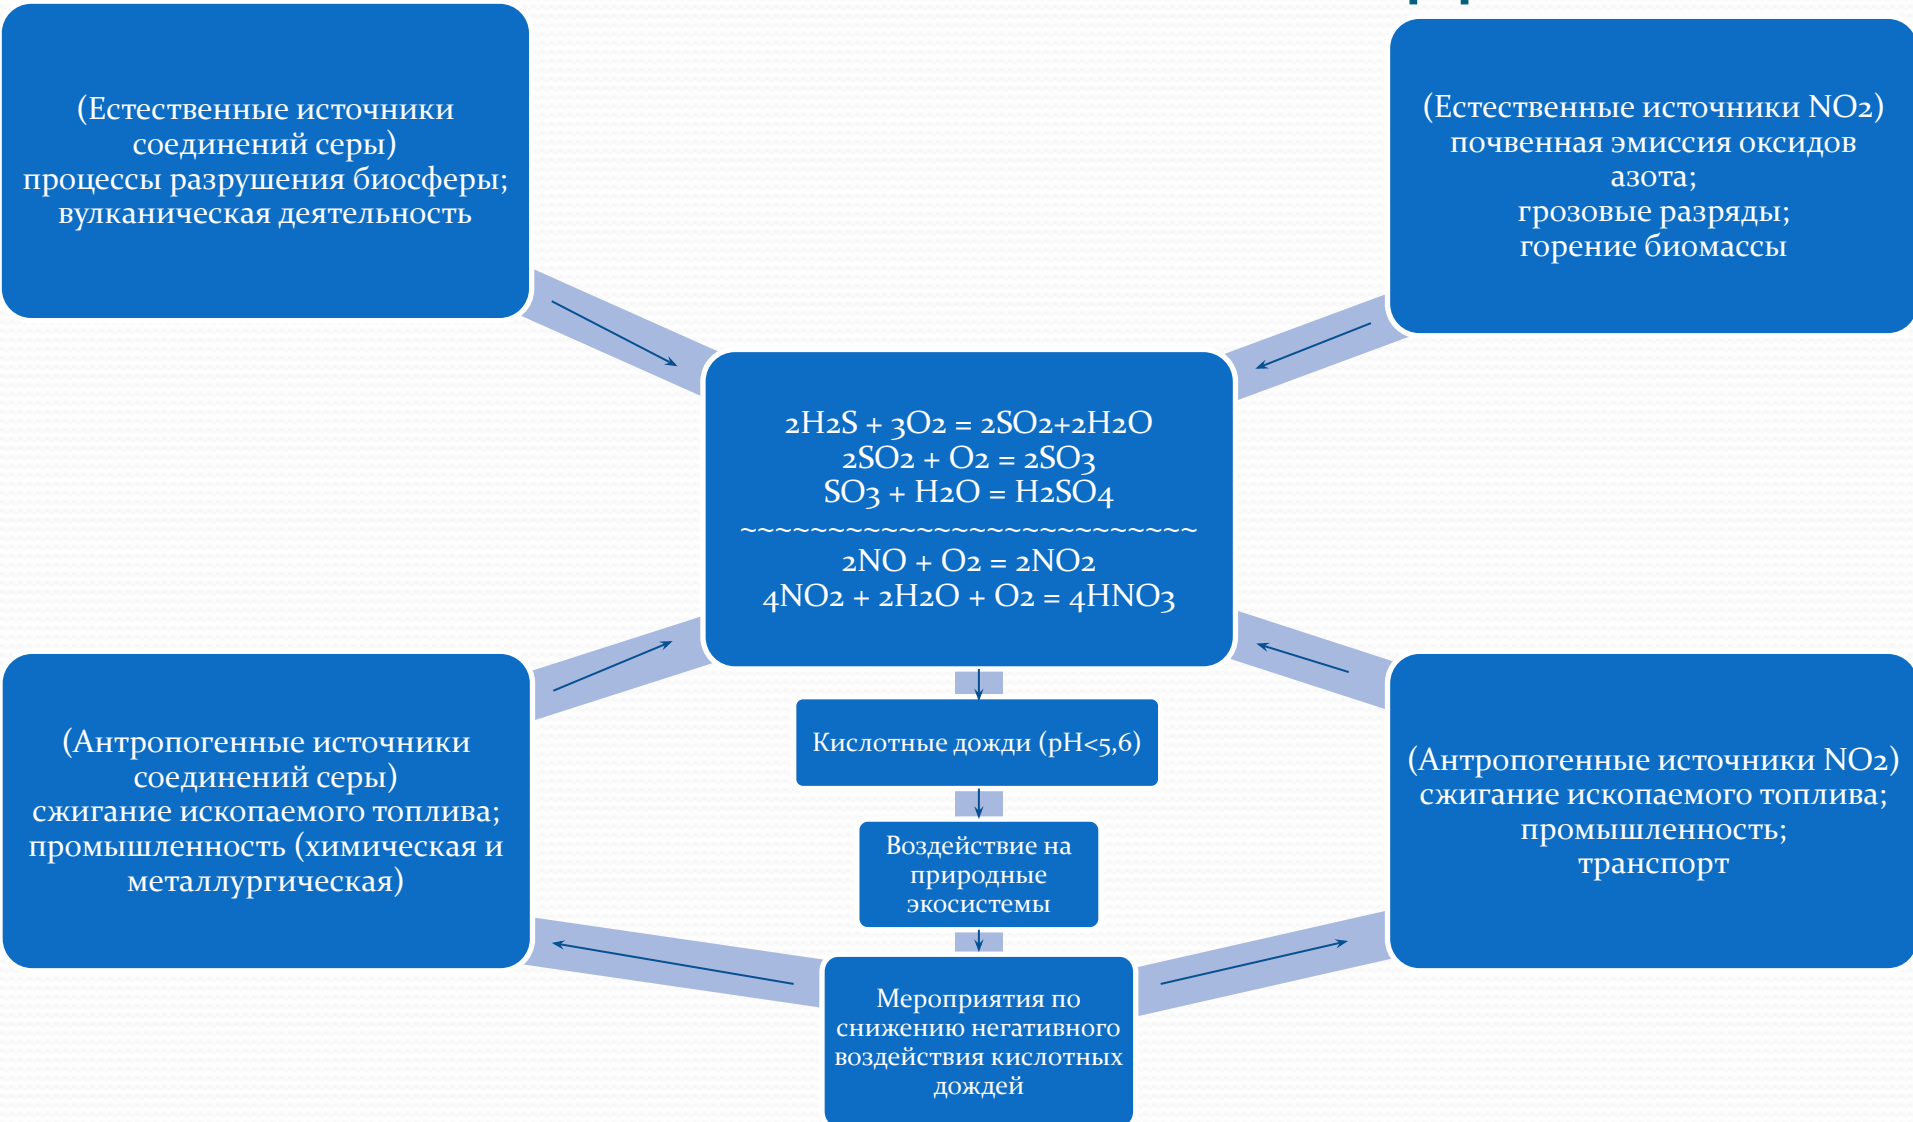 (Естественные источники
соединений серы)
процессы разрушения биосферы;
вулканическая деятельность
(Естественные источники NO2)
почвенная эмиссия оксидов
азота;
грозовые разряды;
горение биомассы
2H2S + 3O2 = 2SO2+2H2O
2SO2 + O2 = 2SO3
SO3 + H2O = H2SO4
~~~~~~~~~~~~~~~~~~~~~~~~~~
2NO + O2 = 2NO2
4NO2 + 2H2O + O2 = 4HNO3
(Антропогенные источники
соединений серы)
сжигание ископаемого топлива;
промышленность (химическая и
металлургическая)
Кислотные дожди (pH<5,6)
(Антропогенные источники NO2)
сжигание ископаемого топлива;
промышленность;
транспорт
Воздействие на
природные
экосистемы
Мероприятия по
снижению негативного
воздействия кислотных
дождей